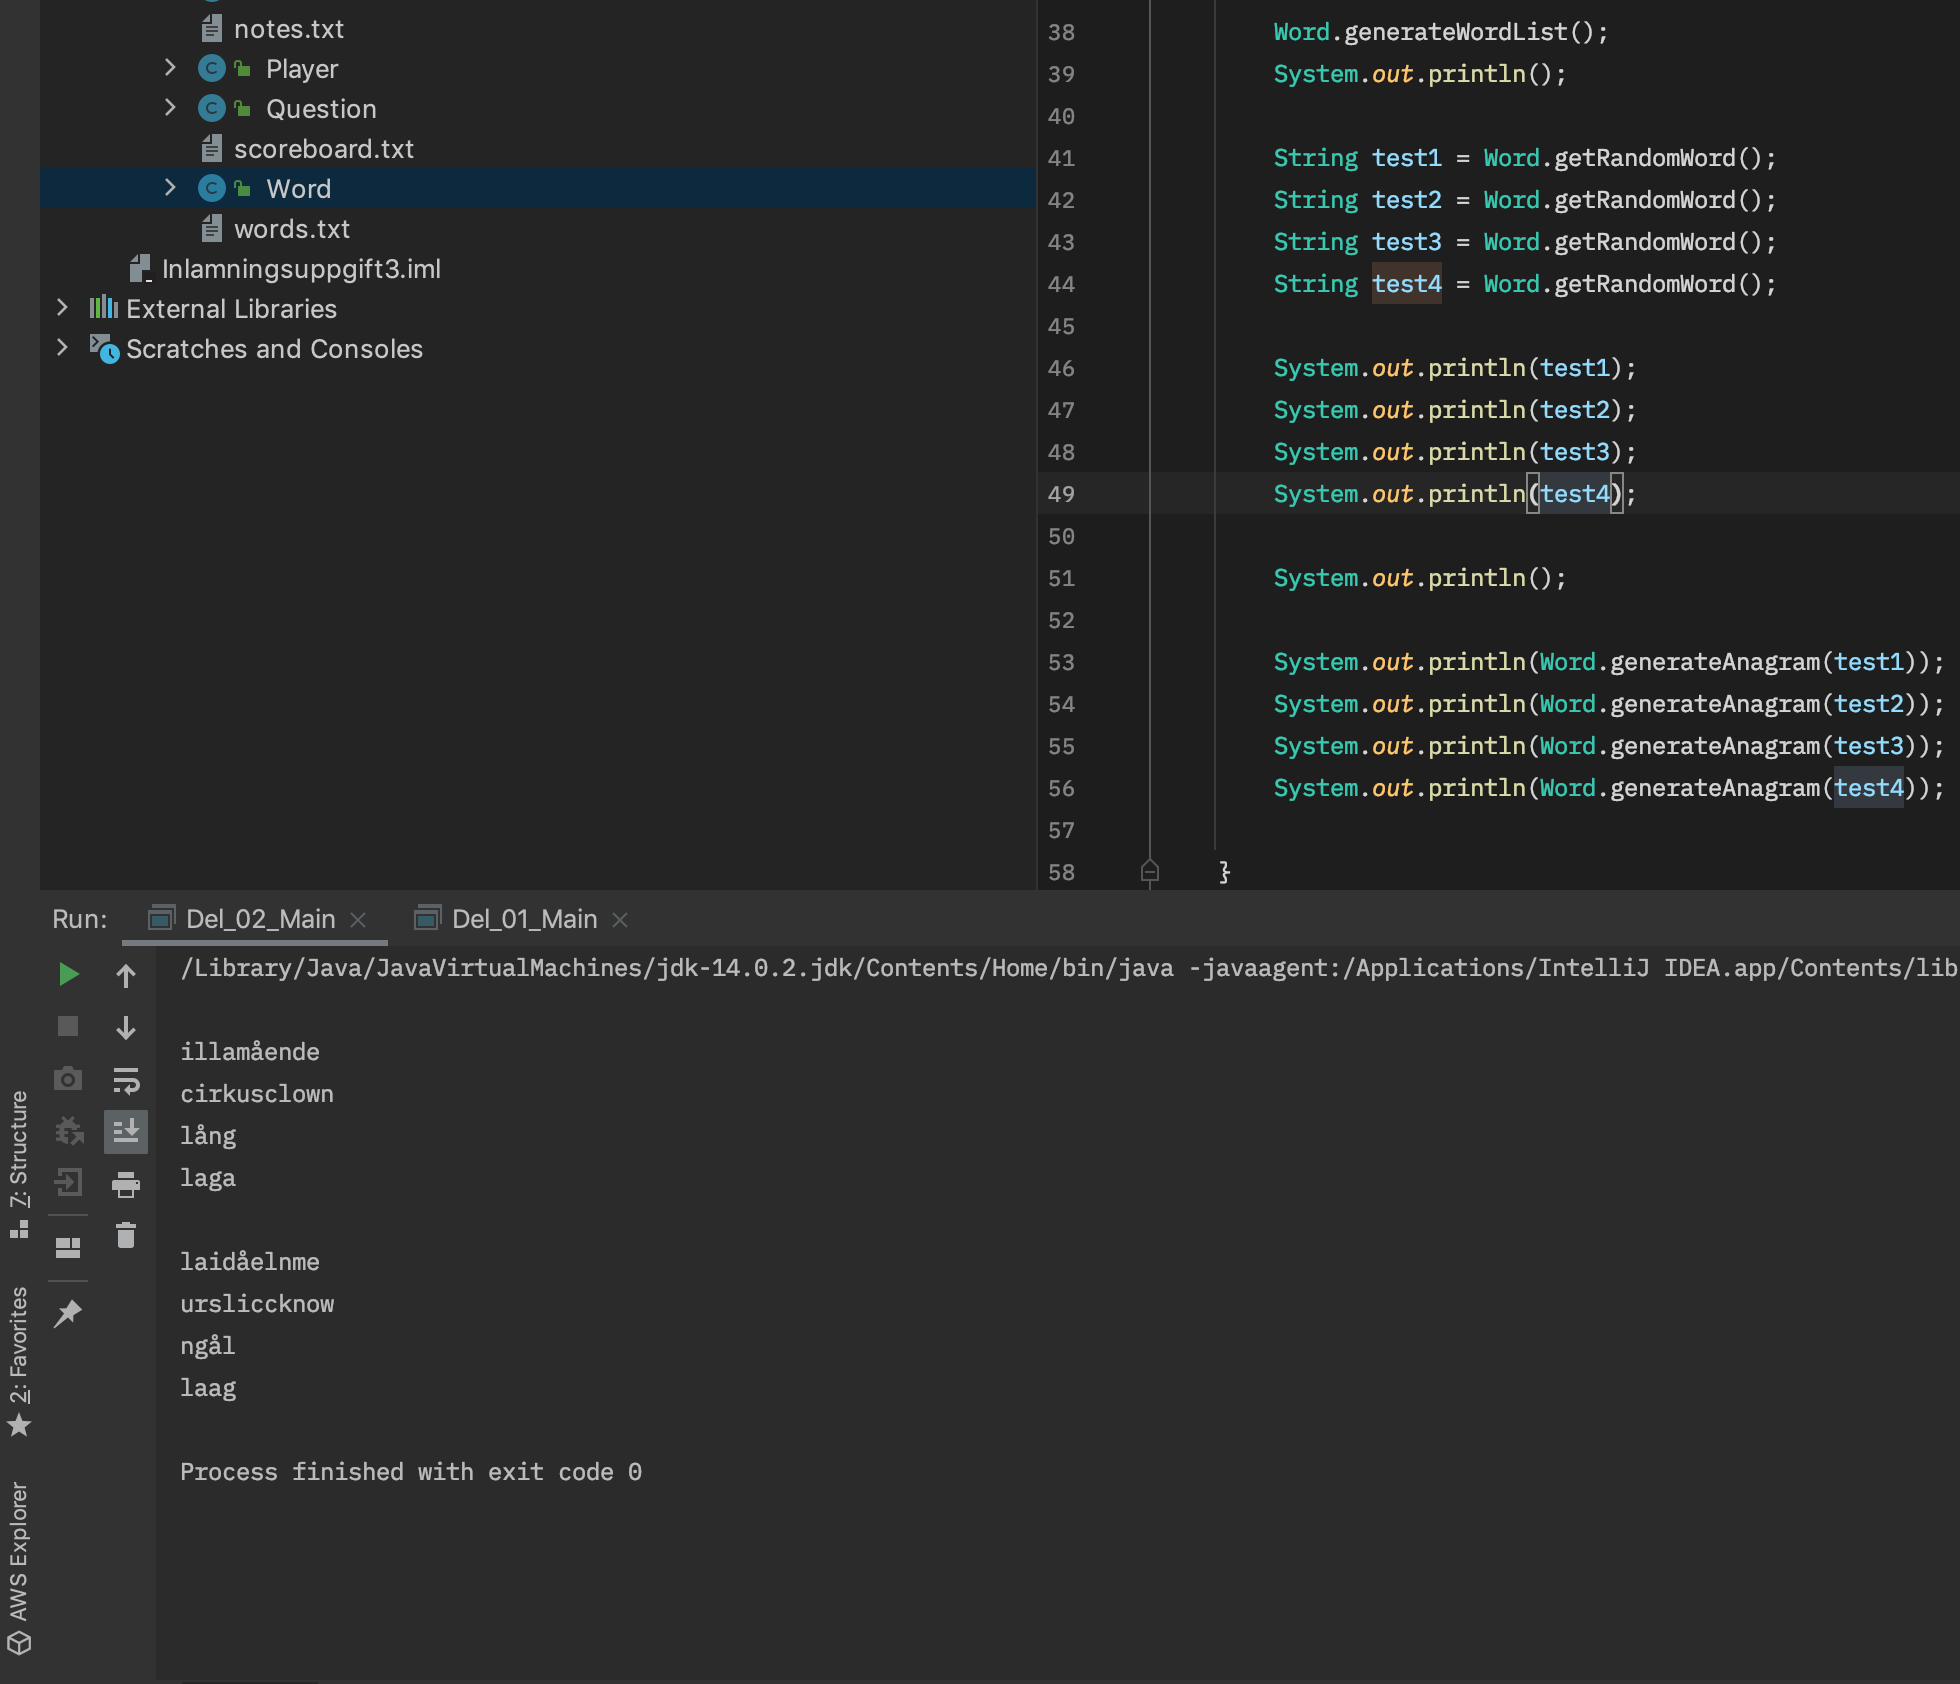 notes.txt
Player
Question
scoreboard.txt
Word
words.txt
Inlamningsuppgift3.iml
External Libraries
Scratches and Consoles
38 Word.generateWordList();
39 System.out.println();
40
41 String test1 = Word.getRandomWord();
42 String test2 = Word.getRandomWord();
43 String test3 = Word.getRandomWord();
44 String test4 = Word.getRandomWord();
45
46 System.out.println(test1);
47 System.out.println(test2);
48 System.out.println(test3);
49 System.out.println(test4);
50
51 System.out.println();
52
53 System.out.println(Word.generateAnagram(test1));
54 System.out.println(Word.generateAnagram(test2));
55 System.out.println(Word.generateAnagram(test3));
56 System.out.println(Word.generateAnagram(test4));
57
58 }
Run: Del_02_Main Del_01_Main
/Library/Java/JavaVirtualMachines/jdk-14.0.2.jdk/Contents/Home/bin/java -javaagent:/Applications/IntelliJ IDEA.app/Contents/lib
illamående
cirkusclown
lång
laga
laidåelnme
ursliccknow
ngål
laag
Process finished with exit code 0
7: Structure
2: Favorites
AWS Explorer